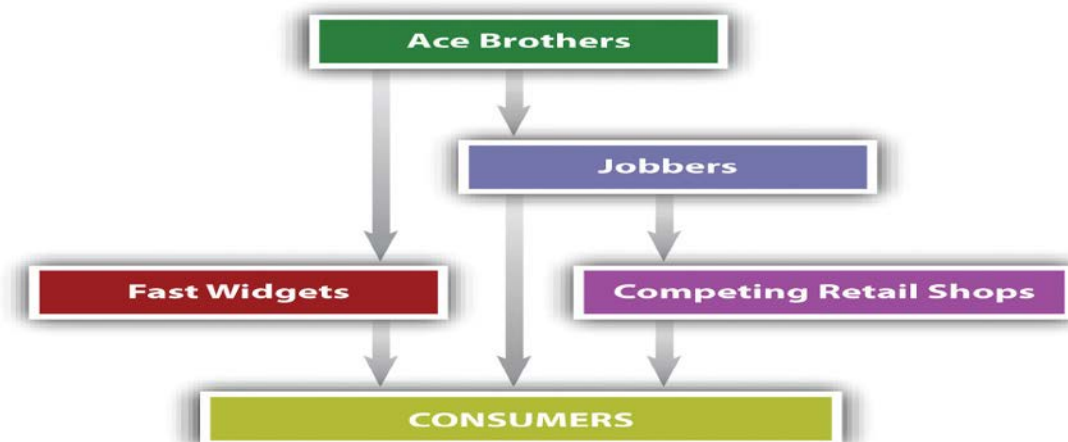 Ace Brothers
Jobbers
Fast Widgets
Competing Retail Shops
CONSUMERS